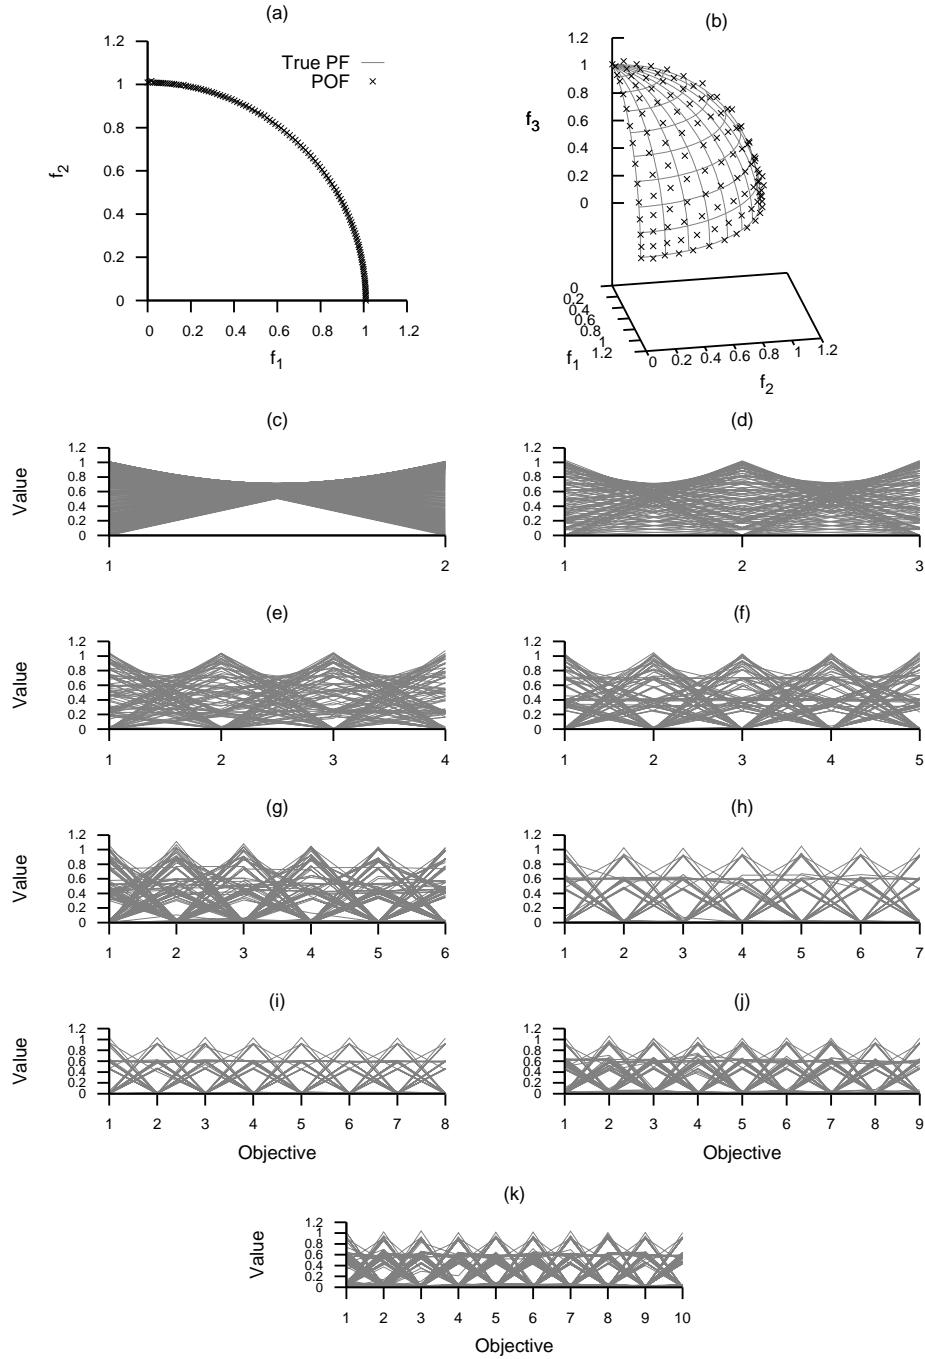 (a)
1.2
1
0.8
0.6
0.4
0.2
0
f2
True PF
POF
0 0.2 0.4 0.6 0.8 1 1.2
f1
(b)
1.2
1
0.8
0.6
0.4
0.2
0
f3
0
0.2
0.4
0.6
0.8
1
1.2
f1
0 0.2 0.4 0.6 0.8 1 1.2
f2
(c)
Value
1.2
1
0.8
0.6
0.4
0.2
0
1 2
(d)
1.2
1
0.8
0.6
0.4
0.2
0
1 2 3
(e)
Value
1.2
1
0.8
0.6
0.4
0.2
0
1 2 3 4
(f)
1.2
1
0.8
0.6
0.4
0.2
0
1 2 3 4 5
(g)
Value
1.2
1
0.8
0.6
0.4
0.2
0
1 2 3 4 5 6
(h)
1.2
1
0.8
0.6
0.4
0.2
0
1 2 3 4 5 6 7
(i)
Value
1.2
1
0.8
0.6
0.4
0.2
0
1 2 3 4 5 6 7 8
Objective
(j)
1.2
1
0.8
0.6
0.4
0.2
0
1 2 3 4 5 6 7 8 9
Objective
(k)
Value
1.2
1
0.8
0.6
0.4
0.2
0
1 2 3 4 5 6 7 8 9 10
Objective